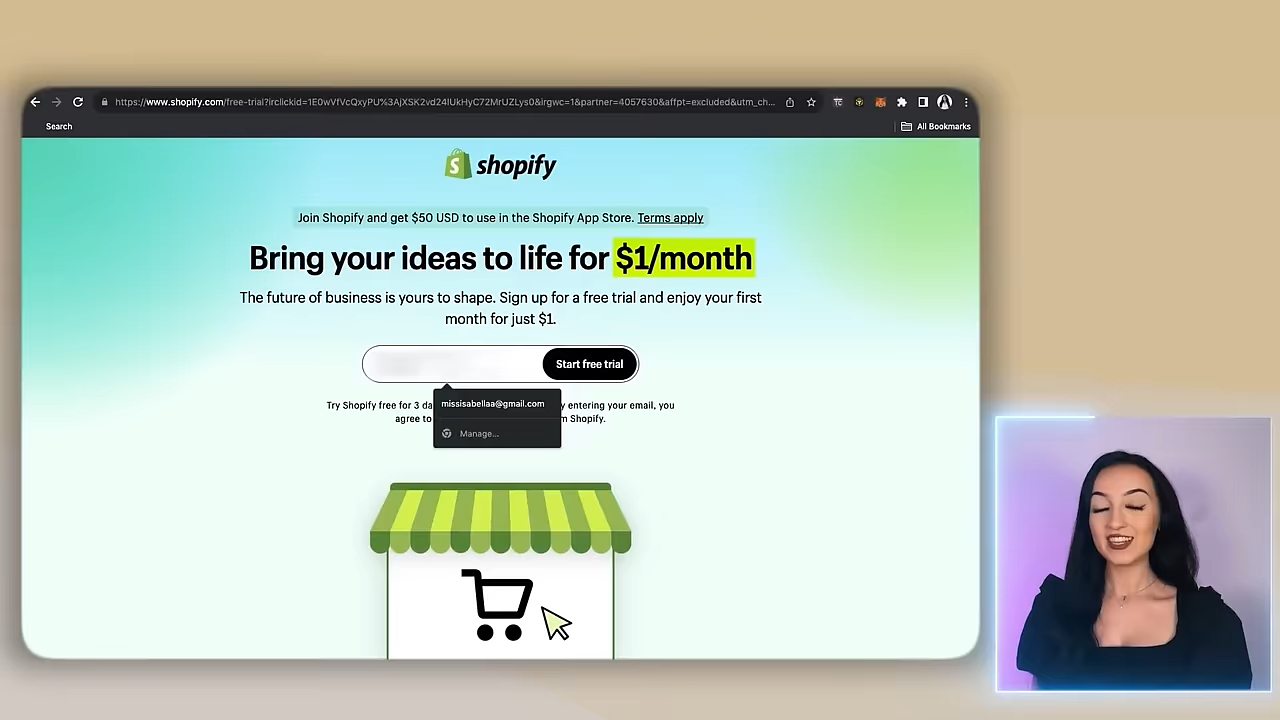 https://www.shopify.com/free-trial?irclickid=1E0wVfVcQxyPU%3AjXSK2vd24IUkHyC72MrUZLys0&irgwc=1&partner=4057630&affpt=excluded&utm_ch...
Search
All Bookmarks
shopify
Join Shopify and get $50 USD to use in the Shopify App Store. Terms apply
Bring your ideas to life for $1/month
The future of business is yours to shape. Sign up for a free trial and enjoy your first
month for just $1.
Start free trial
missisabellaa@gmail.com
Manage...
Try Shopify free for 3 da
y entering your email, you
agree to
m Shopify.